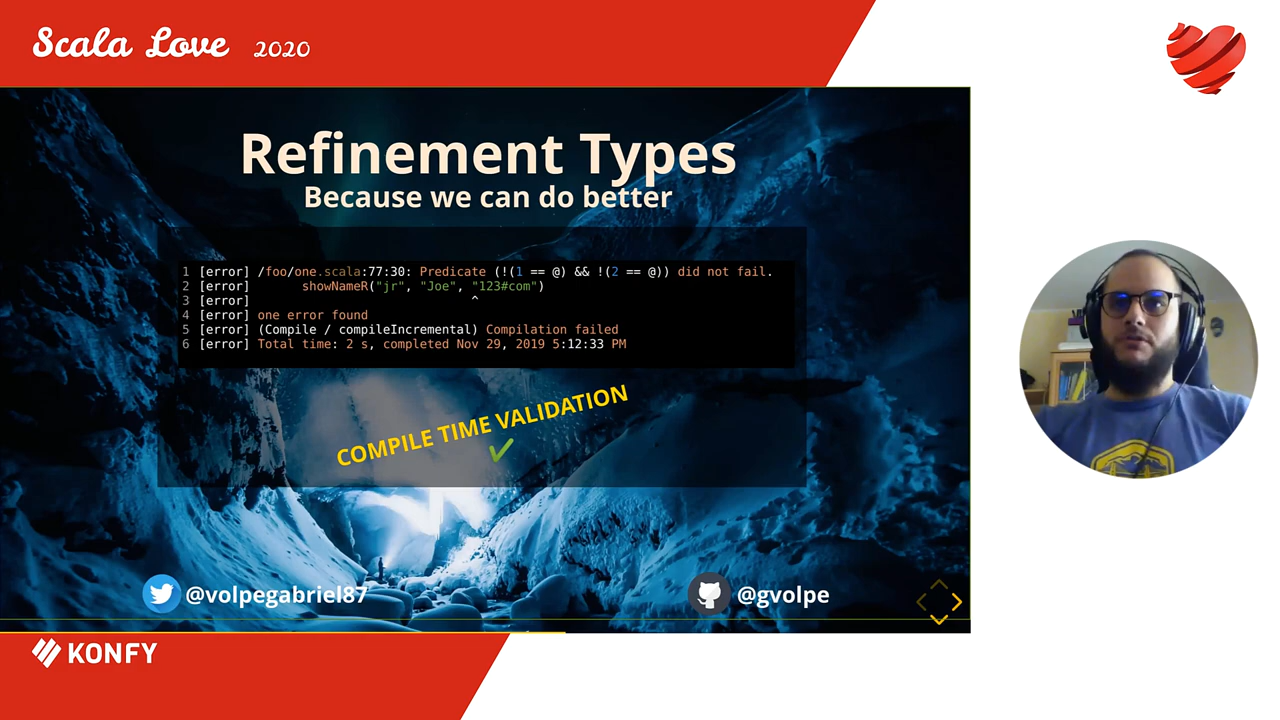 Scala Love 2020
Refinement Types
Because we can do better
1 [error] /foo/one.scala:77:30: Predicate (!(1 == @) && !(2 == @)) did not fail.
2 [error]       showNameR("jr", "Joe", "123#com")
3 [error]                              ^
4 [error] one error found
5 [error] (Compile / compileIncremental) Compilation failed
6 [error] Total time: 2 s, completed Nov 29, 2019 5:12:33 PM
COMPILE TIME VALIDATION
@volpegabriel87
@gvolpe
KONFY